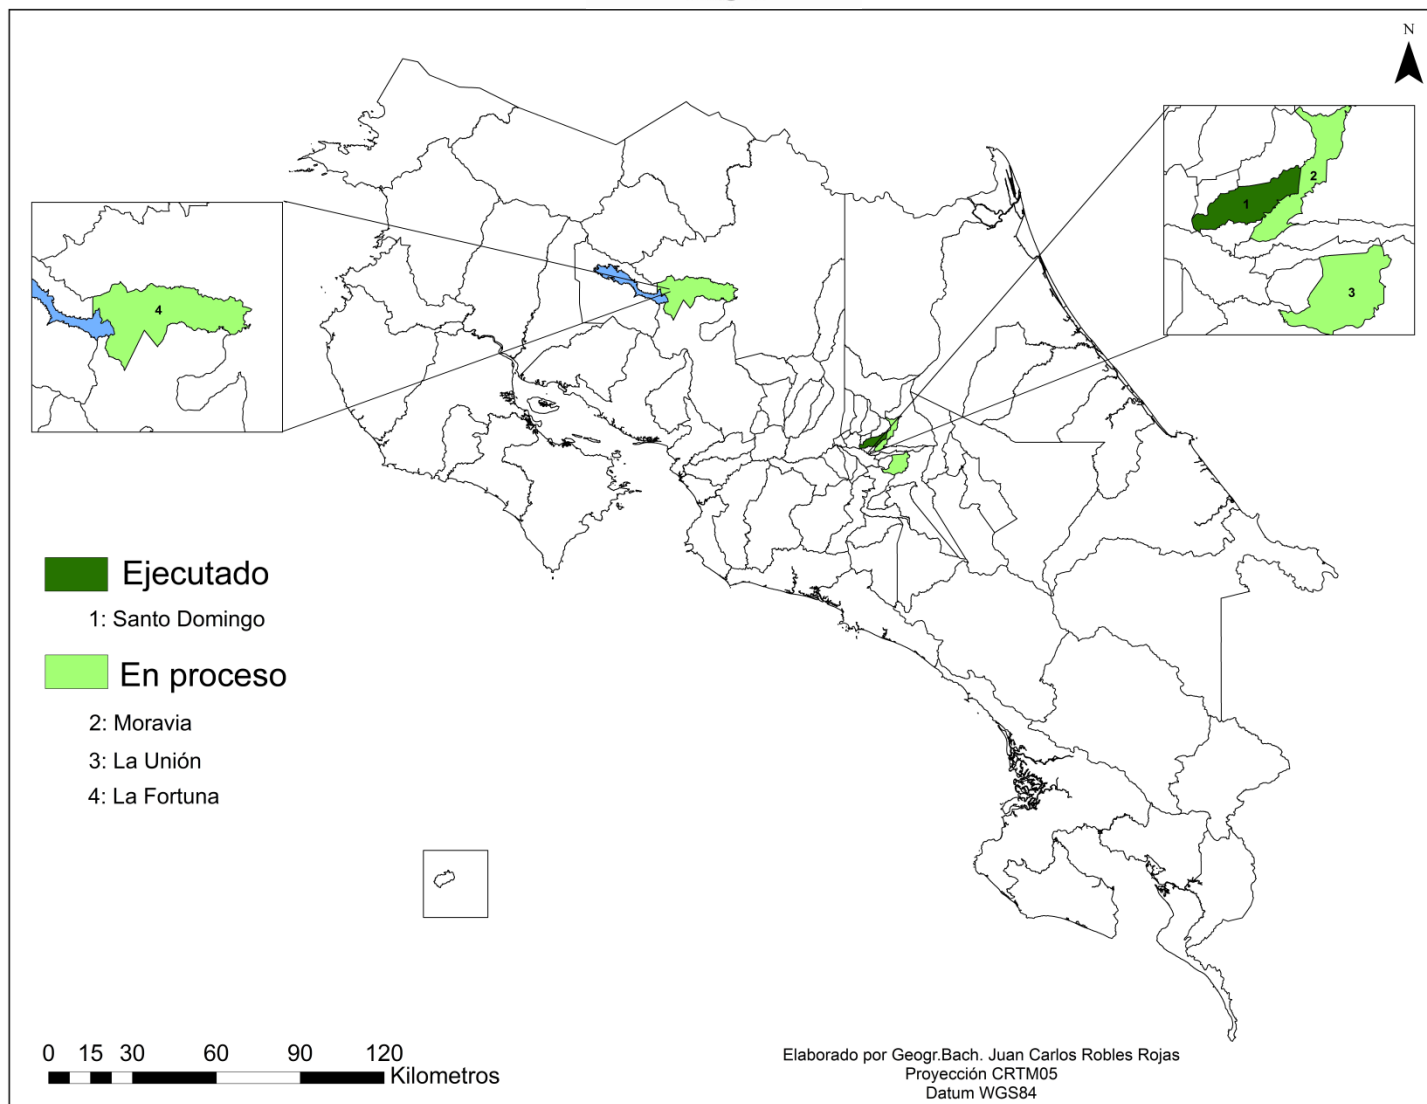 N
1
2
3
4
Ejecutado
1: Santo Domingo
En proceso
2: Moravia
3: La Unión
4: La Fortuna
0 15 30 60 90 120
Kilometros
Elaborado por Geogr.Bach. Juan Carlos Robles Rojas
Proyección CRTM05
Datum WGS84